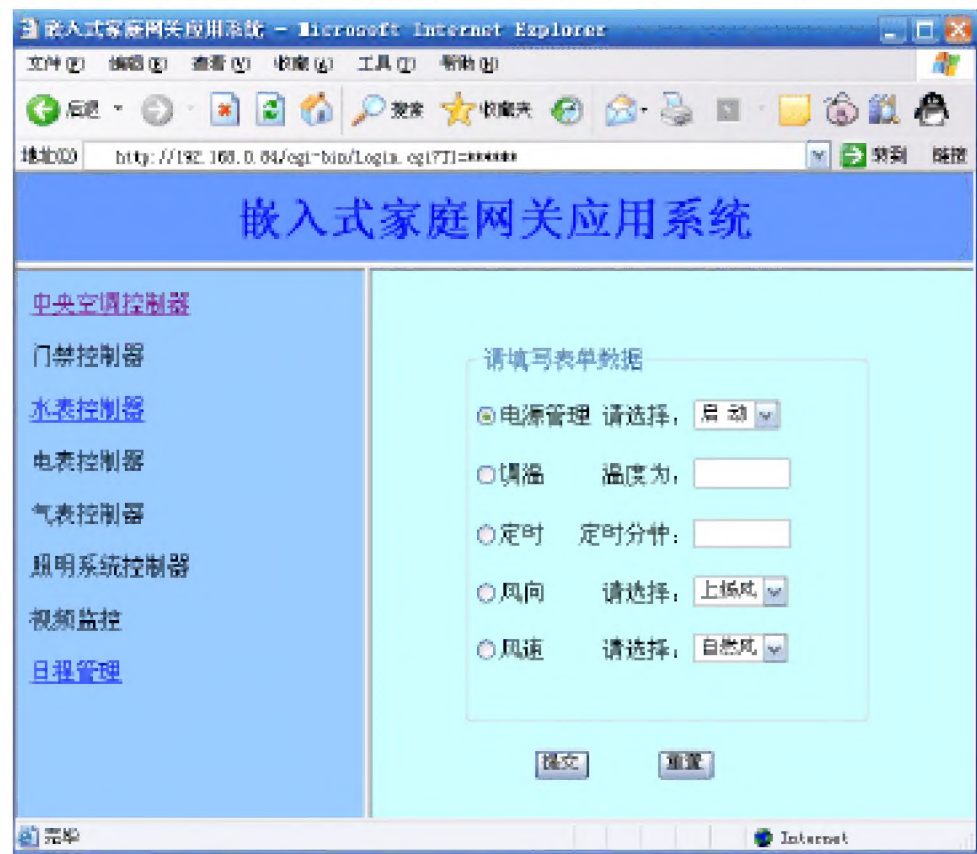 嵌入式家庭网关应用系统 - Microsoft Internet Explorer
文件(F) 编辑(E) 查看(V) 收藏(A) 工具(T) 帮助(H)
后退 搜索 收藏夹
地址(D) http://192.168.0.84/cgi-bin/Login.cgi?T1=****** 转到 链接
嵌入式家庭网关应用系统
中央空调控制器
门禁控制器
水表控制器
电表控制器
气表控制器
照明系统控制器
视频监控
日程管理
请填写表单数据
电源管理 请选择: 启 动
调温 温度为:
定时 定时分钟:
风向 请选择: 上扬风
风速 请选择: 自然风
提交 重置
完毕 Internet